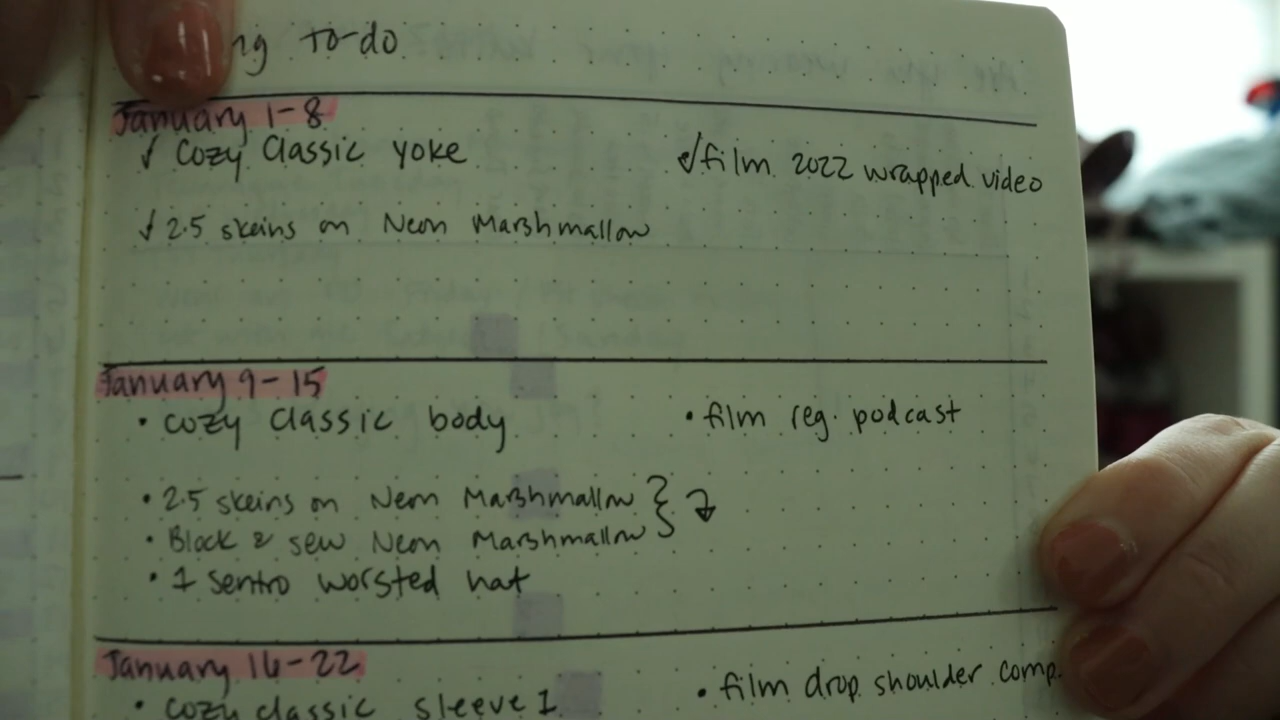 ng to-do
January 1-8
✓ Cozy Classic yoke
✓ film 2022 wrapped video
✓ 2.5 skeins on Neon Marshmallow
January 9-15
• cozy classic body
• film reg. podcast
• 2.5 skeins on Neon Marshmallow
• Block & sew Neon Marshmallow
• 1 sentro worsted hat
January 16-22
• cozy classic sleeve 1
• film drop shoulder comp.